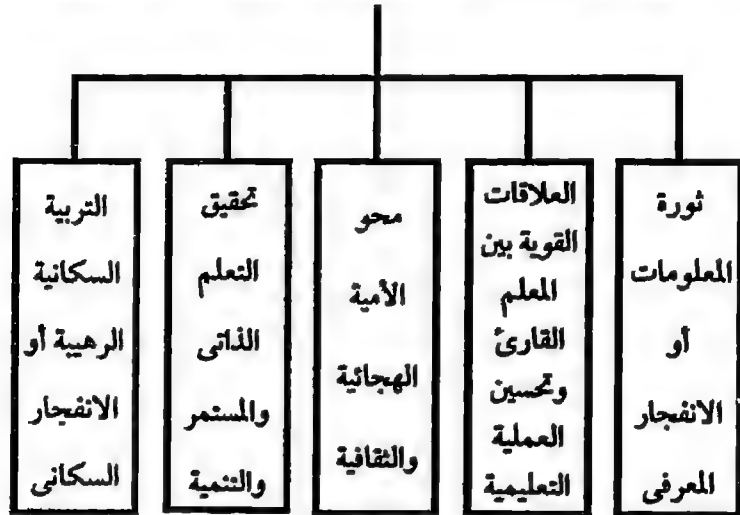 ثورة
المعلومات
أو
الانفجار
المعرفى
العلاقات
القوية بين
المعلم
القارئ
وتحسين
العملية
التعليمية
محو
الأمية
الهجائية
والثقافية
تحقيق
التعلم
الذاتى
والمستمر
والتنمية
التربية
السكانية
الرهيبة أو
الانفجار
السكانى